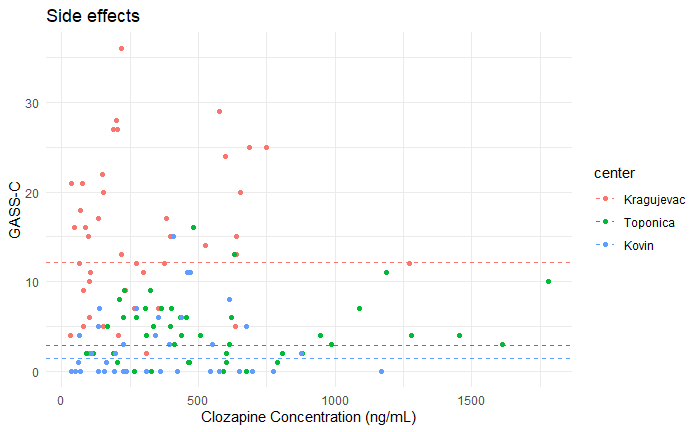 Side effects
GASS-C
30
20
10
0
0
500
1000
1500
Clozapine Concentration (ng/mL)
center
Kragujevac
Toponica
Kovin